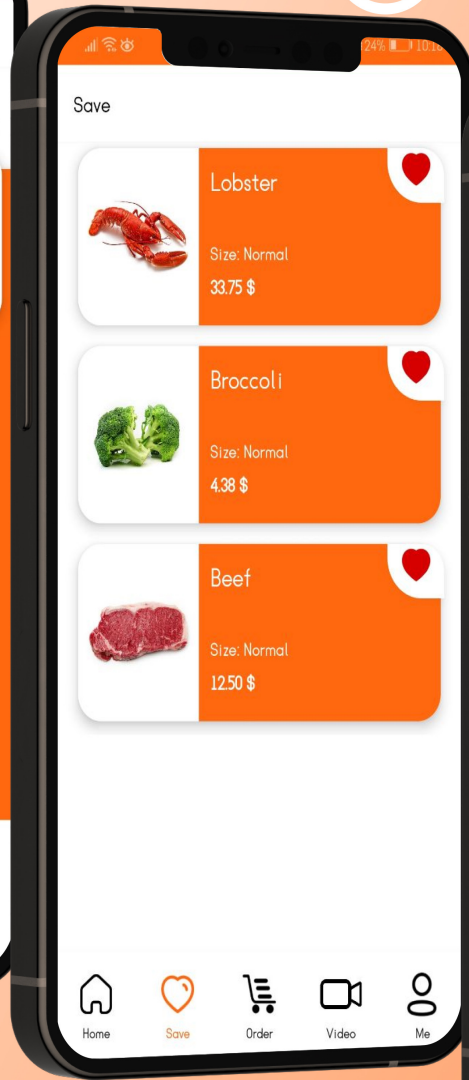 24%
Save
Lobster
Size: Normal
33.75 $
Broccoli
Size: Normal
4.38 $
Beef
Size: Normal
12.50 $
Home Save Order Video Me